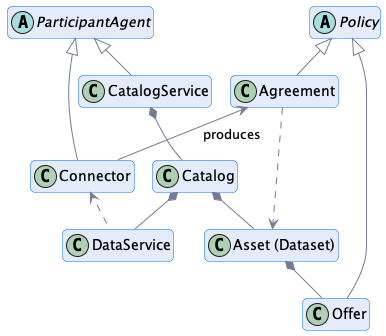 A ParticipantAgent
A Policy
C CatalogService
C Agreement
produces
C Connector
C Catalog
C DataService
C Asset (Dataset)
C Offer